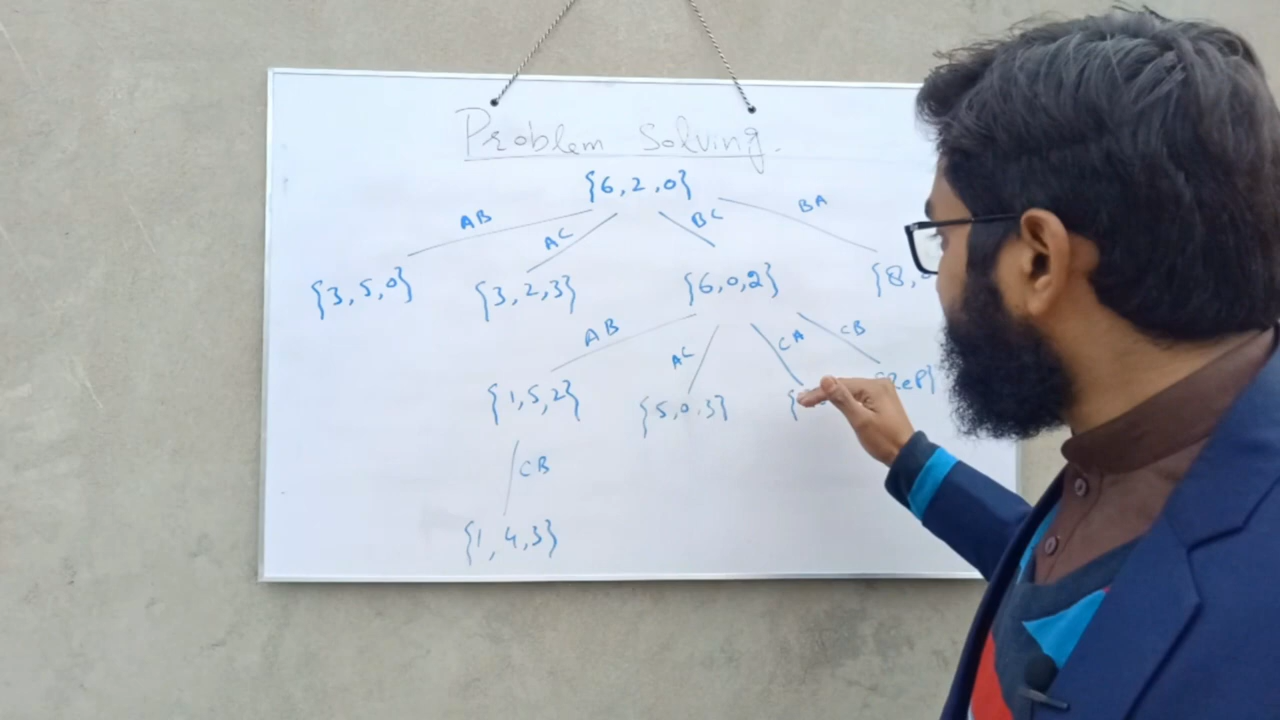 Problem Solving.
{6,2,0}
AB AC BC BA
{3,5,0} {3,2,3} {6,0,2} {8,
AB AC CA CB
{1,5,2} {5,0,3} { ReP}
CB
{1,4,3}